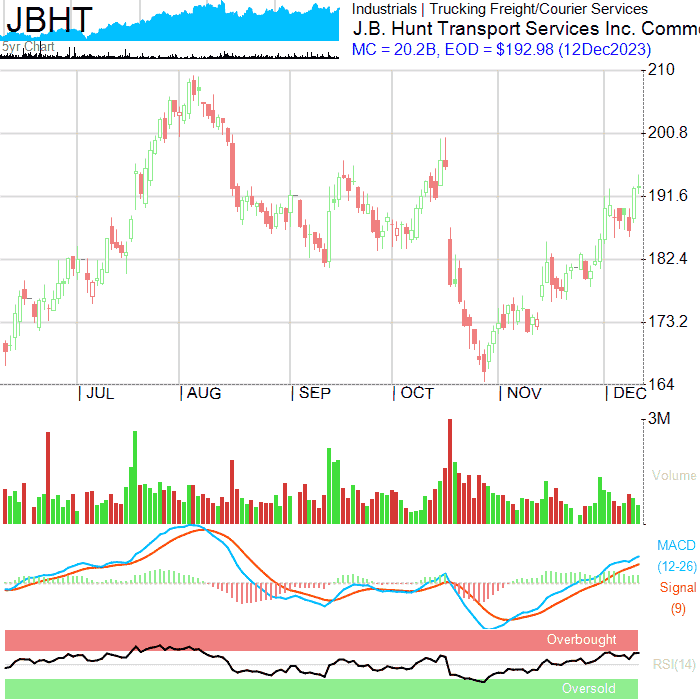 JBHT
5yr Chart
Industrials | Trucking Freight/Courier Services
J.B. Hunt Transport Services Inc. Comm
MC = 20.2B, EOD = $192.98 (12Dec2023)
210
200.8
191.6
182.4
173.2
164
JUL AUG SEP OCT NOV DEC
3M
Volume
MACD
(12-26)
Signal
(9)
Overbought
RSI(14)
Oversold